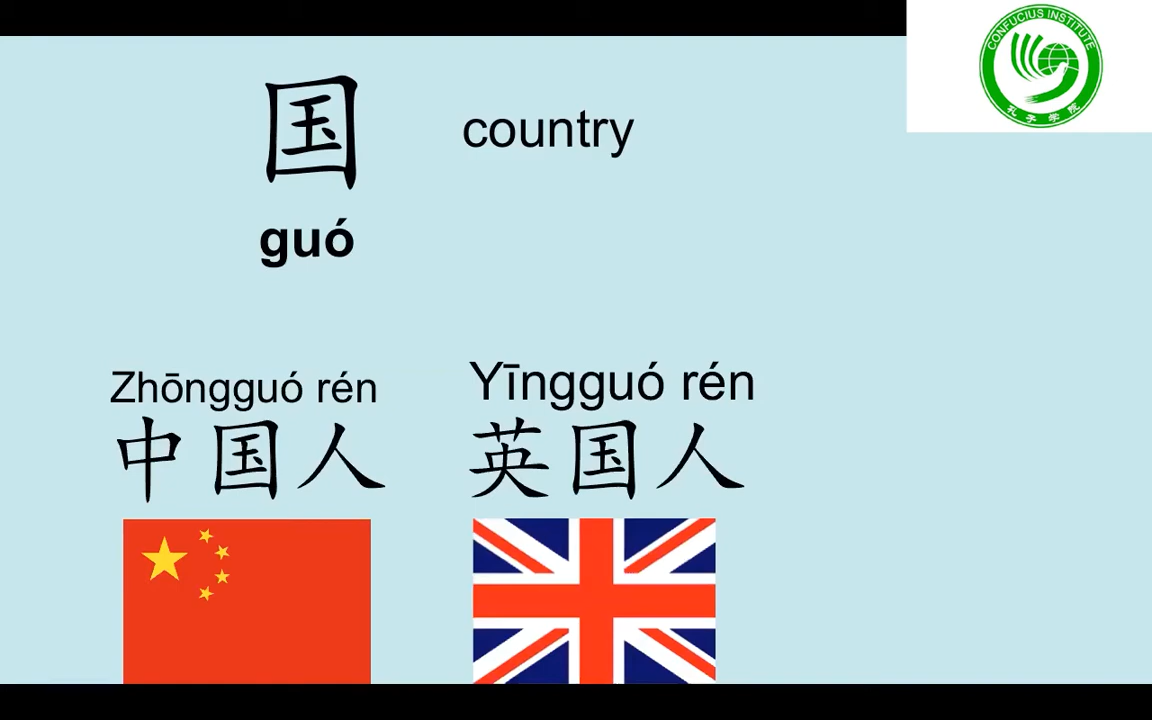 CONFUCIUS INSTITUTE
孔子学院
国 country
guó
Zhōngguó rén Yīngguó rén
中国人 英国人